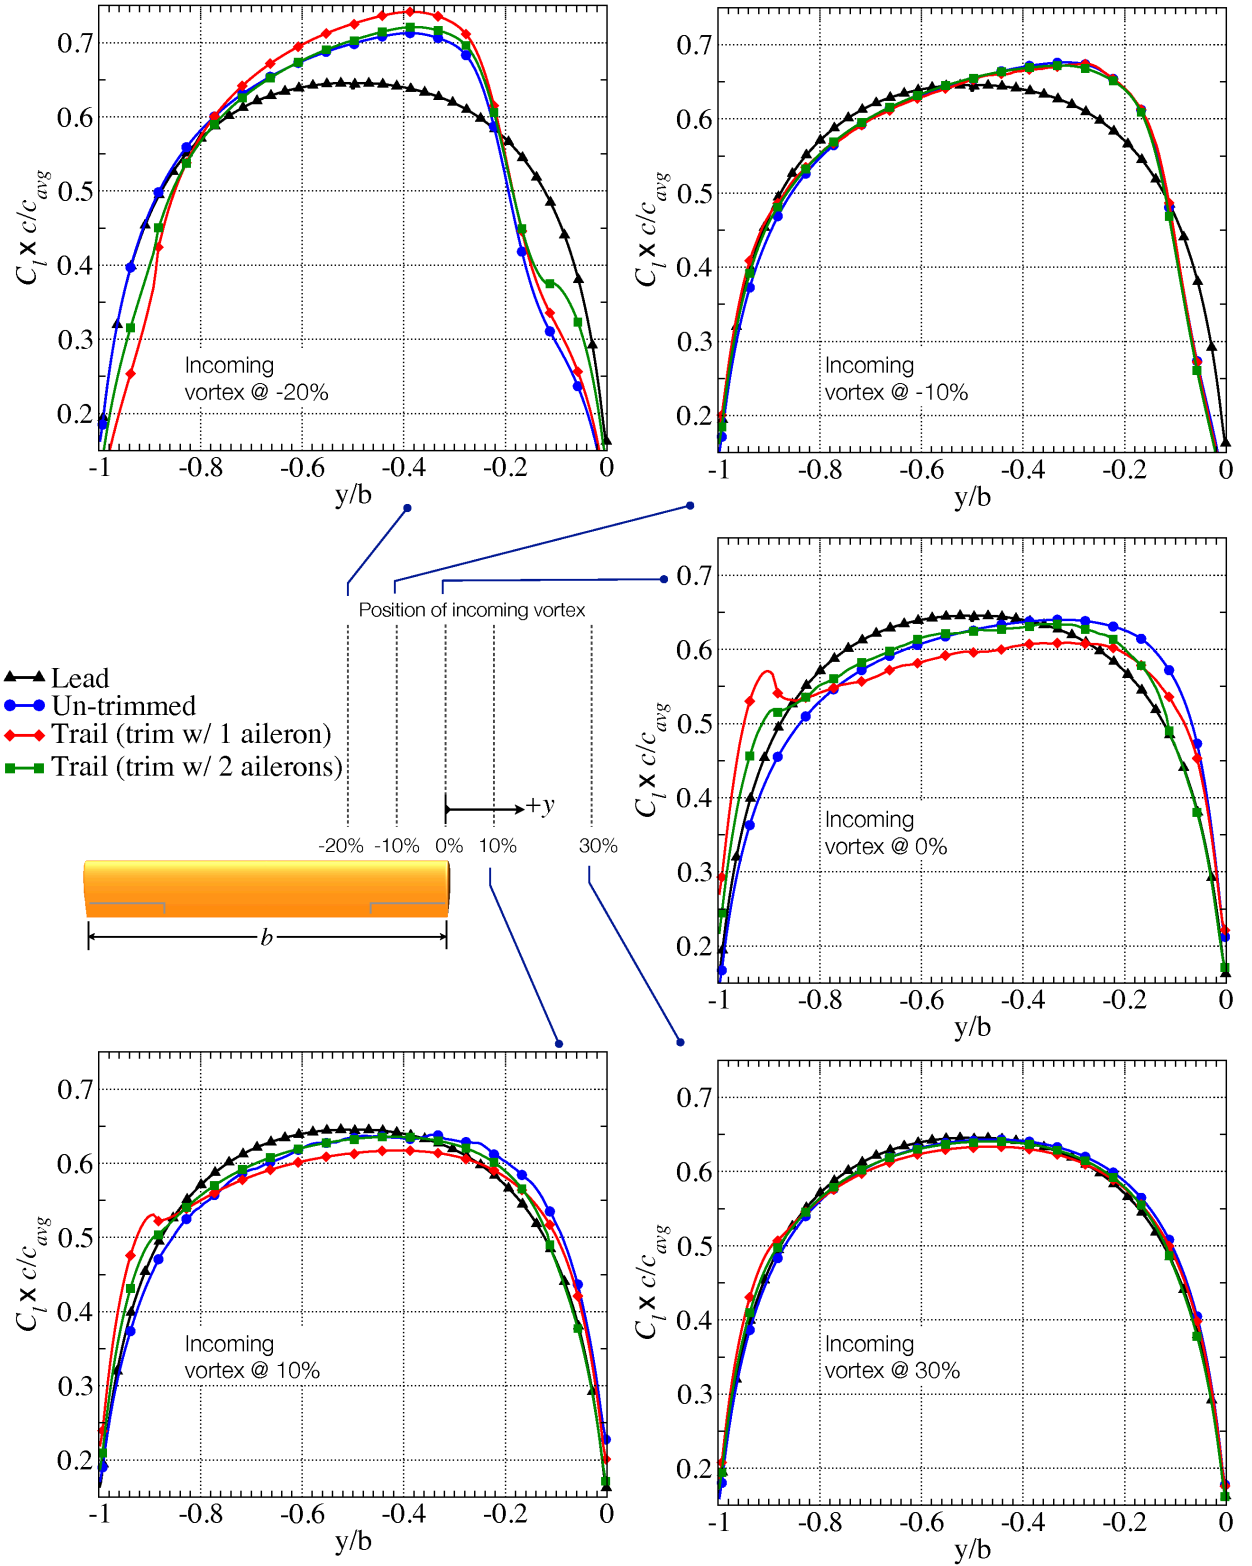 0.7
0.6
0.5
0.4
0.3
0.2
C_l x c/c_avg
Incoming
vortex @ -20%
-1 -0.8 -0.6 -0.4 -0.2 0
y/b
0.7
0.6
0.5
0.4
0.3
0.2
C_l x c/c_avg
Incoming
vortex @ -10%
-1 -0.8 -0.6 -0.4 -0.2 0
y/b
Position of incoming vortex
Lead
Un-trimmed
Trail (trim w/ 1 aileron)
Trail (trim w/ 2 ailerons)
+y
-20% -10% 0% 10% 30%
b
0.7
0.6
0.5
0.4
0.3
0.2
C_l x c/c_avg
Incoming
vortex @ 0%
-1 -0.8 -0.6 -0.4 -0.2 0
y/b
0.7
0.6
0.5
0.4
0.3
0.2
C_l x c/c_avg
Incoming
vortex @ 10%
-1 -0.8 -0.6 -0.4 -0.2 0
y/b
0.7
0.6
0.5
0.4
0.3
0.2
C_l x c/c_avg
Incoming
vortex @ 30%
-1 -0.8 -0.6 -0.4 -0.2 0
y/b